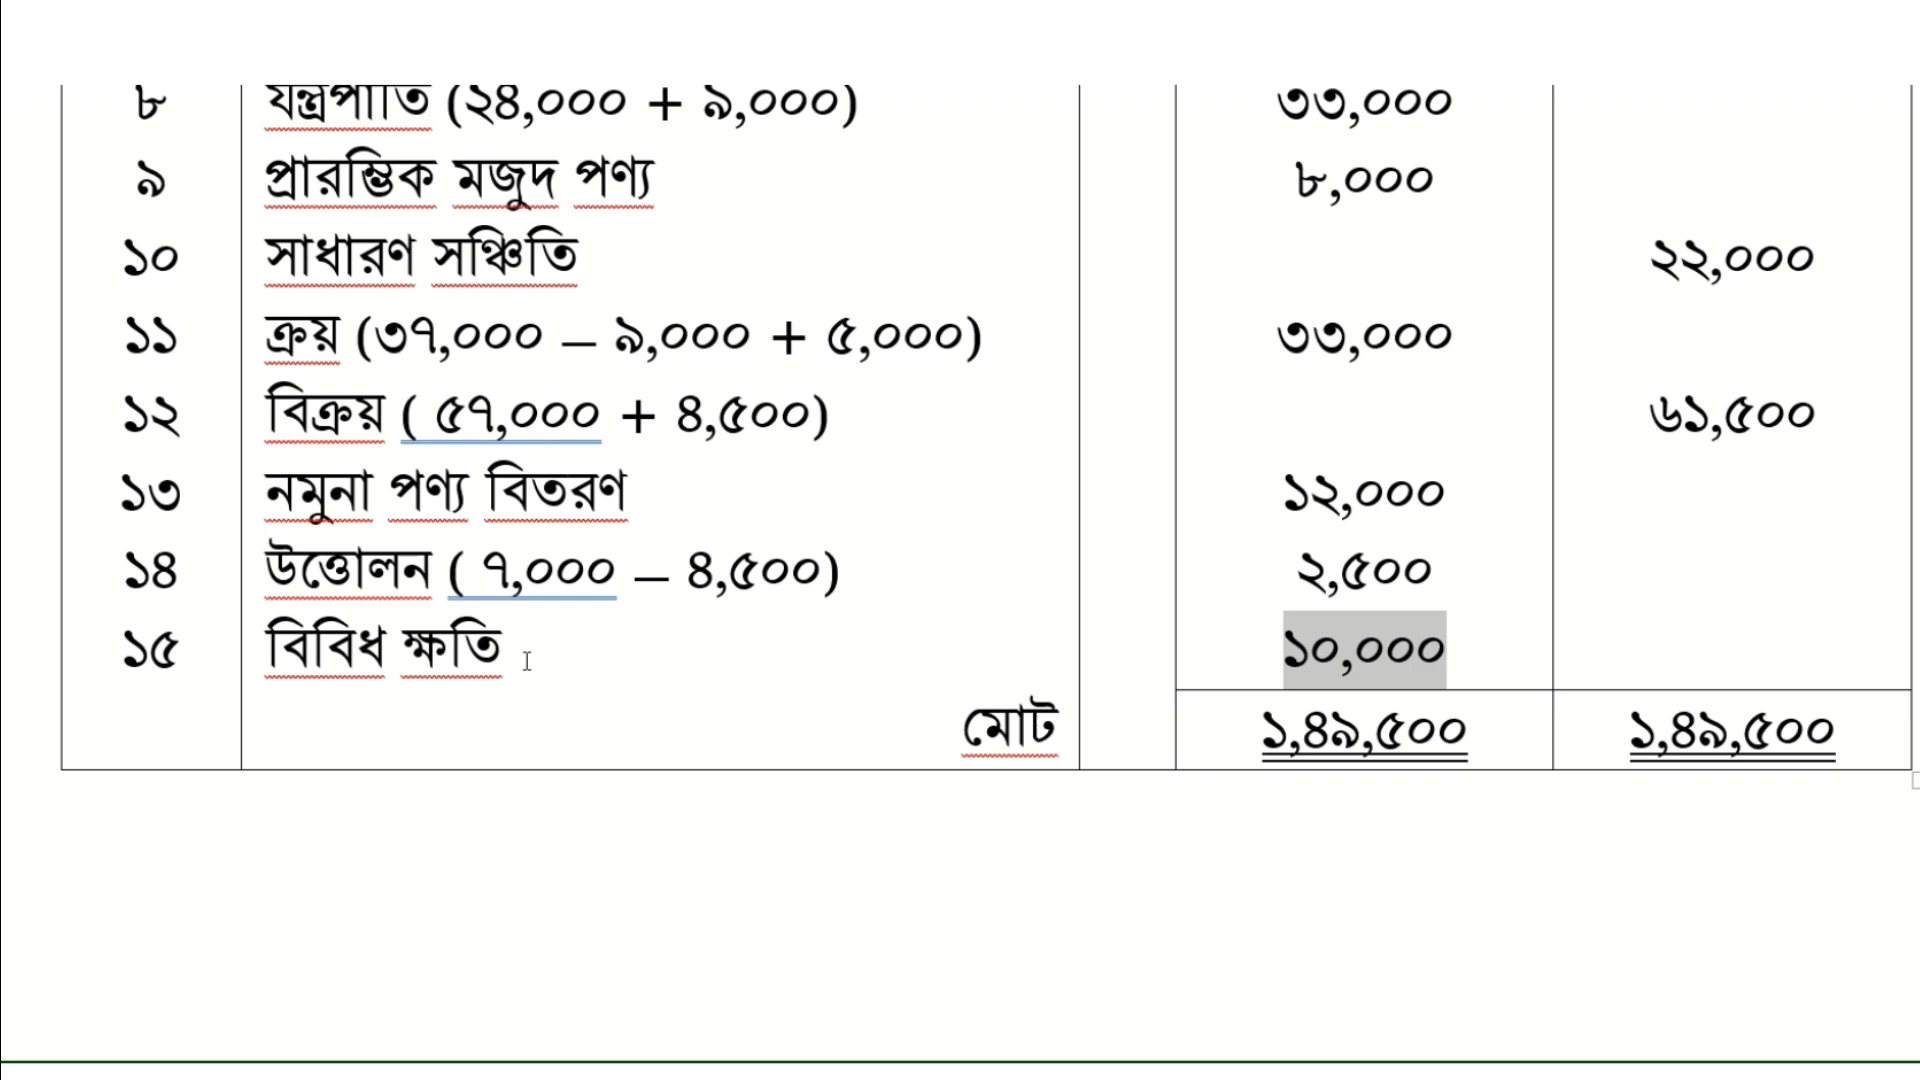 ৮ যন্ত্রপাতি (২৪,০০০ + ৯,০০০) ৩৩,০০০
৯ প্রারম্ভিক মজুদ পণ্য ৮,০০০
১০ সাধারণ সঞ্চিতি ২২,০০০
১১ ক্রয় (৩৭,০০০ – ৯,০০০ + ৫,০০০) ৩৩,০০০
১২ বিক্রয় ( ৫৭,০০০ + ৪,৫০০) ৬১,৫০০
১৩ নমুনা পণ্য বিতরণ ১২,০০০
১৪ উত্তোলন ( ৭,০০০ – ৪,৫০০) ২,৫০০
১৫ বিবিধ ক্ষতি ১০,০০০
মোট ১,৪৯,৫০০ ১,৪৯,৫০০